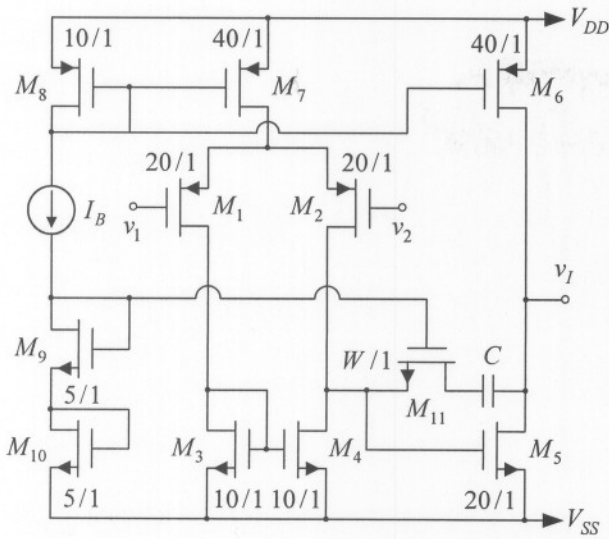 V_DD
10/1
40/1
40/1
M_8
M_7
M_6
20/1
20/1
I_B
v_1
M_1
M_2
v_2
v_I
M_9
W/1
C
5/1
M_11
M_10
M_3
M_4
M_5
5/1
10/1
10/1
20/1
V_SS